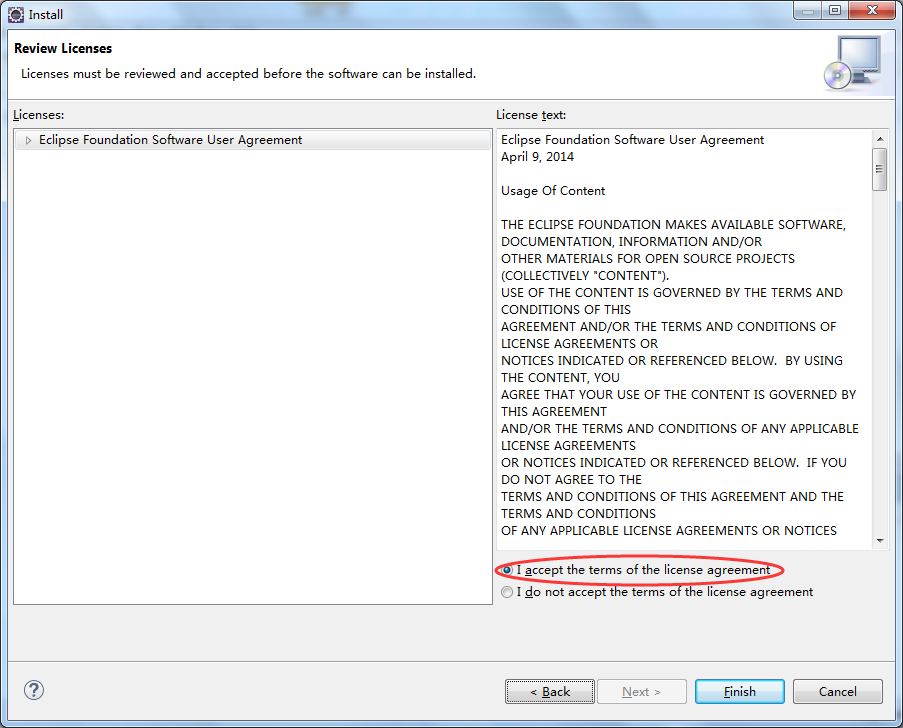 Install
Review Licenses
Licenses must be reviewed and accepted before the software can be installed.
Licenses:
Eclipse Foundation Software User Agreement
License text:
Eclipse Foundation Software User Agreement
April 9, 2014
Usage Of Content
THE ECLIPSE FOUNDATION MAKES AVAILABLE SOFTWARE,
DOCUMENTATION, INFORMATION AND/OR
OTHER MATERIALS FOR OPEN SOURCE PROJECTS
(COLLECTIVELY "CONTENT").
USE OF THE CONTENT IS GOVERNED BY THE TERMS AND
CONDITIONS OF THIS
AGREEMENT AND/OR THE TERMS AND CONDITIONS OF
LICENSE AGREEMENTS OR
NOTICES INDICATED OR REFERENCED BELOW.  BY USING
THE CONTENT, YOU
AGREE THAT YOUR USE OF THE CONTENT IS GOVERNED BY
THIS AGREEMENT
AND/OR THE TERMS AND CONDITIONS OF ANY APPLICABLE
LICENSE AGREEMENTS
OR NOTICES INDICATED OR REFERENCED BELOW.  IF YOU
DO NOT AGREE TO THE
TERMS AND CONDITIONS OF THIS AGREEMENT AND THE
TERMS AND CONDITIONS
OF ANY APPLICABLE LICENSE AGREEMENTS OR NOTICES
I accept the terms of the license agreement
I do not accept the terms of the license agreement
? < Back Next > Finish Cancel